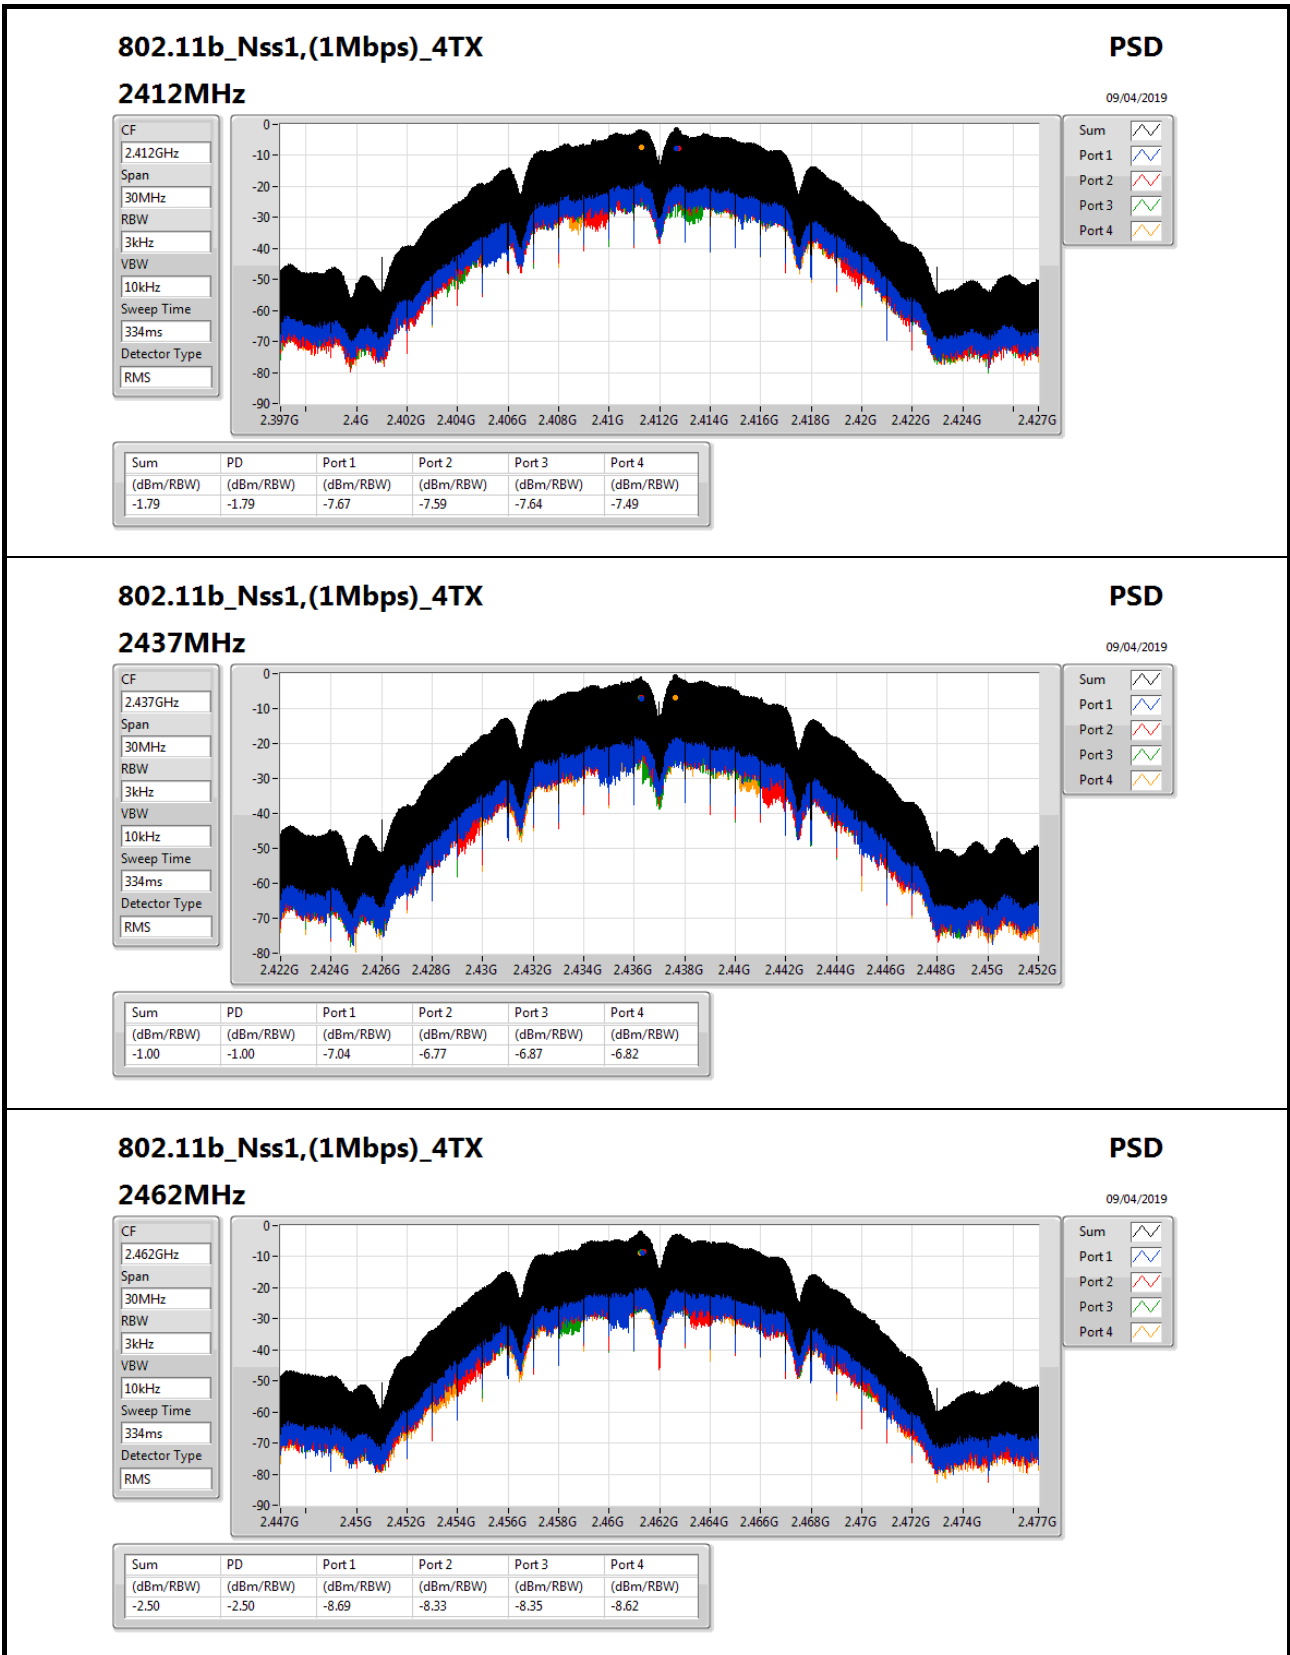 802.11b_Nss1,(1Mbps)_4TX PSD
2412MHz 09/04/2019
CF
2.412GHz
Span
30MHz
RBW
3kHz
VBW
10kHz
Sweep Time
334ms
Detector Type
RMS
0
-10
-20
-30
-40
-50
-60
-70
-80
-90
2.397G 2.4G 2.402G 2.404G 2.406G 2.408G 2.41G 2.412G 2.414G 2.416G 2.418G 2.42G 2.422G 2.424G 2.427G
Sum
Port 1
Port 2
Port 3
Port 4
Sum PD Port 1 Port 2 Port 3 Port 4
(dBm/RBW) (dBm/RBW) (dBm/RBW) (dBm/RBW) (dBm/RBW) (dBm/RBW)
-1.79 -1.79 -7.67 -7.59 -7.64 -7.49
802.11b_Nss1,(1Mbps)_4TX PSD
2437MHz 09/04/2019
CF
2.437GHz
Span
30MHz
RBW
3kHz
VBW
10kHz
Sweep Time
334ms
Detector Type
RMS
0
-10
-20
-30
-40
-50
-60
-70
-80
2.422G 2.424G 2.426G 2.428G 2.43G 2.432G 2.434G 2.436G 2.438G 2.44G 2.442G 2.444G 2.446G 2.448G 2.45G 2.452G
Sum
Port 1
Port 2
Port 3
Port 4
Sum PD Port 1 Port 2 Port 3 Port 4
(dBm/RBW) (dBm/RBW) (dBm/RBW) (dBm/RBW) (dBm/RBW) (dBm/RBW)
-1.00 -1.00 -7.04 -6.77 -6.87 -6.82
802.11b_Nss1,(1Mbps)_4TX PSD
2462MHz 09/04/2019
CF
2.462GHz
Span
30MHz
RBW
3kHz
VBW
10kHz
Sweep Time
334ms
Detector Type
RMS
0
-10
-20
-30
-40
-50
-60
-70
-80
-90
2.447G 2.45G 2.452G 2.454G 2.456G 2.458G 2.46G 2.462G 2.464G 2.466G 2.468G 2.47G 2.472G 2.474G 2.477G
Sum
Port 1
Port 2
Port 3
Port 4
Sum PD Port 1 Port 2 Port 3 Port 4
(dBm/RBW) (dBm/RBW) (dBm/RBW) (dBm/RBW) (dBm/RBW) (dBm/RBW)
-2.50 -2.50 -8.69 -8.33 -8.35 -8.62